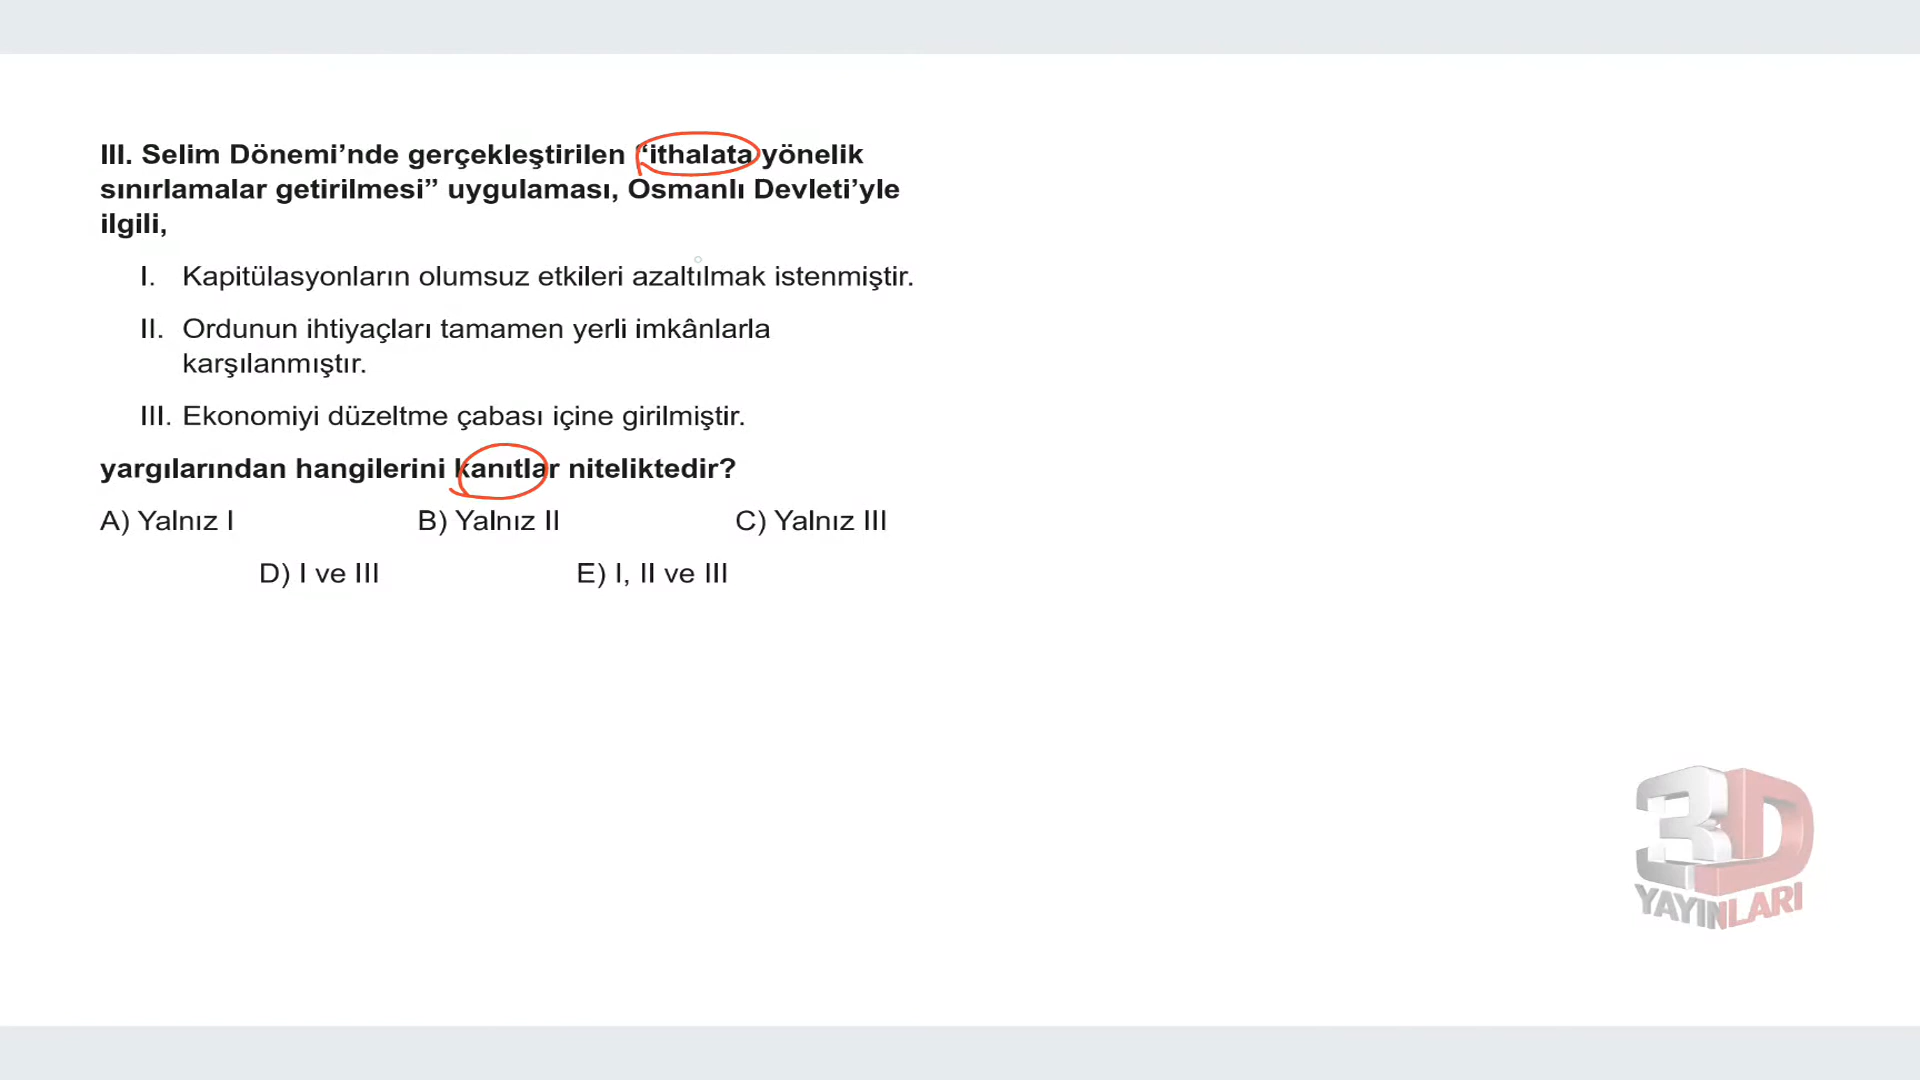 III. Selim Dönemi’nde gerçekleştirilen “ithalata yönelik
sınırlamalar getirilmesi” uygulaması, Osmanlı Devleti’yle
ilgili,
I. Kapitülasyonların olumsuz etkileri azaltılmak istenmiştir.
II. Ordunun ihtiyaçları tamamen yerli imkânlarla
karşılanmıştır.
III. Ekonomiyi düzeltme çabası içine girilmiştir.
yargılarından hangilerini kanıtlar niteliktedir?
A) Yalnız I B) Yalnız II C) Yalnız III
D) I ve III E) I, II ve III
3D
YAYINLARI